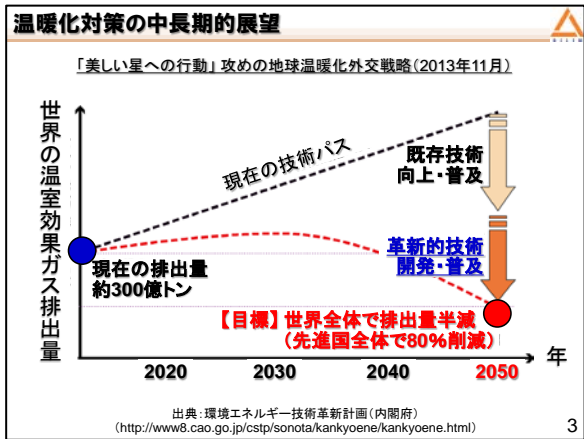 温暖化対策の中長期的展望
「美しい星への行動」 攻めの地球温暖化外交戦略(2013年11月)
世界の温室効果ガス排出量
現在の技術パス
既存技術
向上・普及
革新的技術
開発・普及
現在の排出量
約300億トン
【目標】 世界全体で排出量半減
(先進国全体で80%削減)
年
2020
2030
2040
2050
出典:環境エネルギー技術革新計画(内閣府)
(http://www8.cao.go.jp/cstp/sonota/kankyoene/kankyoene.html)
3